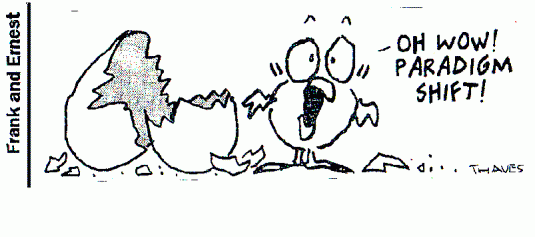 Frank and Ernest
OH WOW!
PARADIGM
SHIFT!
THAVES